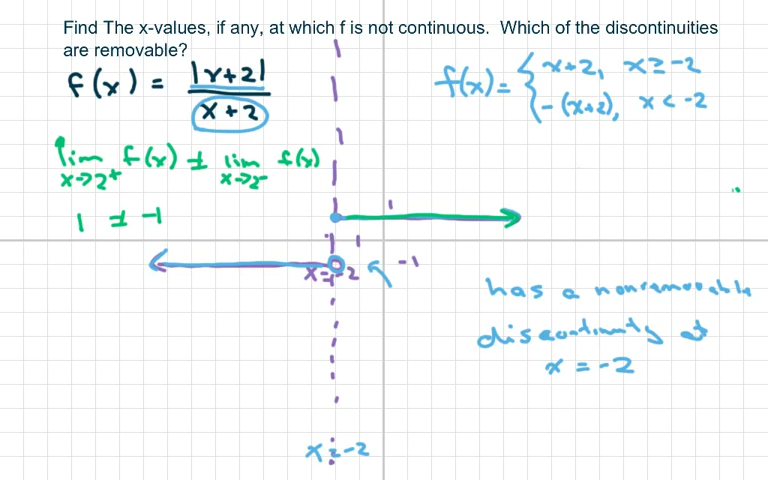 Find The x-values, if any, at which f is not continuous. Which of the discontinuities
are removable?
f(x) = |x+2| / x+2
f(x) = { x+2, x ≥ -2
-(x+2), x < -2
lim x→2⁺ f(x) ≠ lim x→2⁻ f(x)
1 ≠ -1
1
-1
x = -2
has a nonremovable
discontinuity at
x = -2
x = -2